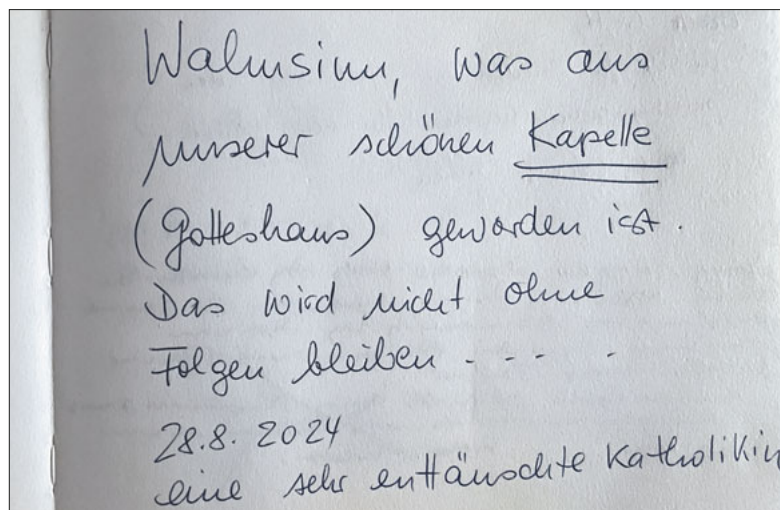 Wahnsinn, was aus
unserer schönen Kapelle
(Gotteshaus) geworden ist.
Das wird nicht ohne
Folgen bleiben - - - .
28.8. 2024
eine sehr enttäuschte Katholikin